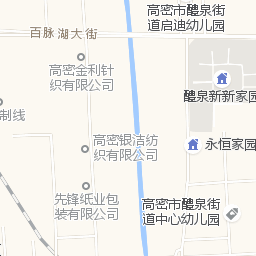 高密市醴泉街
道启迪幼儿园
百脉湖大街
高密金利针
织有限公司
醴泉新新家园
制线
高密银洁纺
织有限公司
永恒家园
先锋纸业包
装有限公司
高密市醴泉街
道中心幼儿园